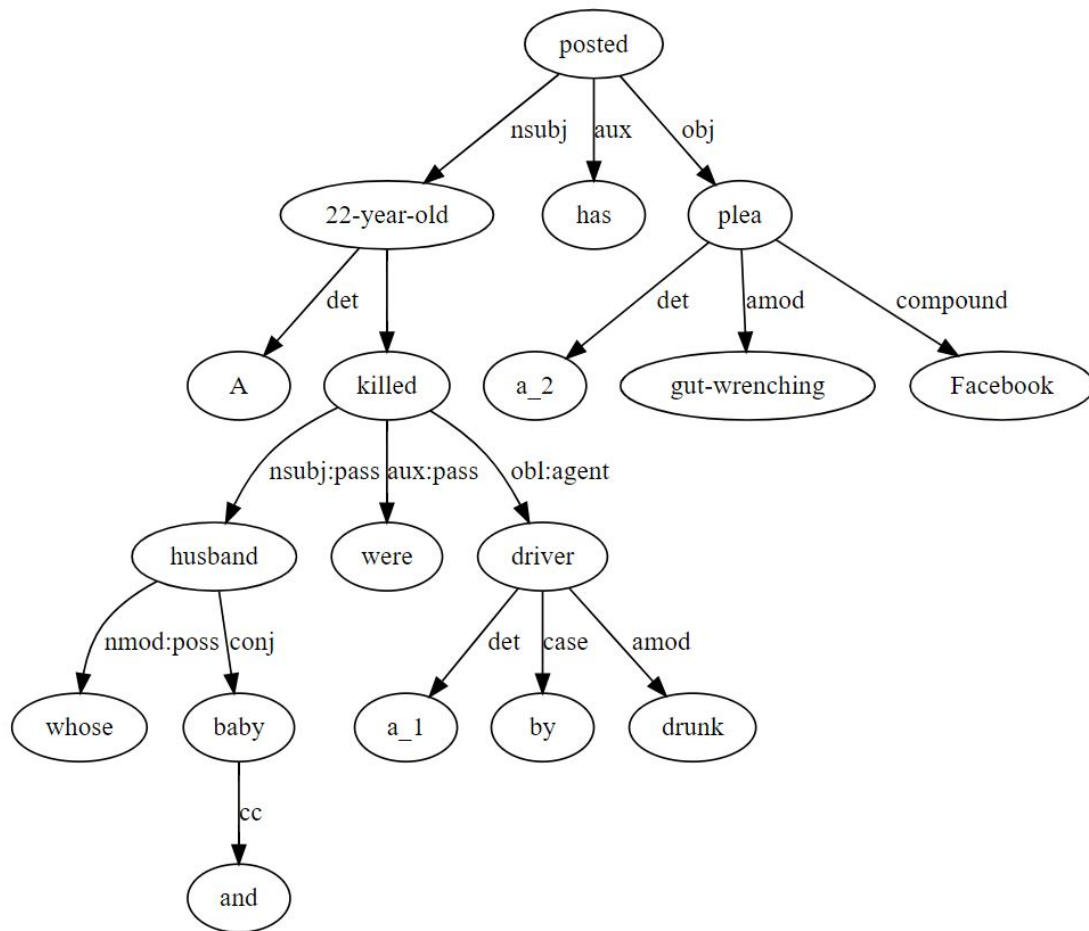 posted
nsubj aux obj
22-year-old has plea
det det amod compound
A killed a_2 gut-wrenching Facebook
nsubj:pass aux:pass obl:agent
husband were driver
nmod:poss conj det case amod
whose baby a_1 by drunk
cc
and